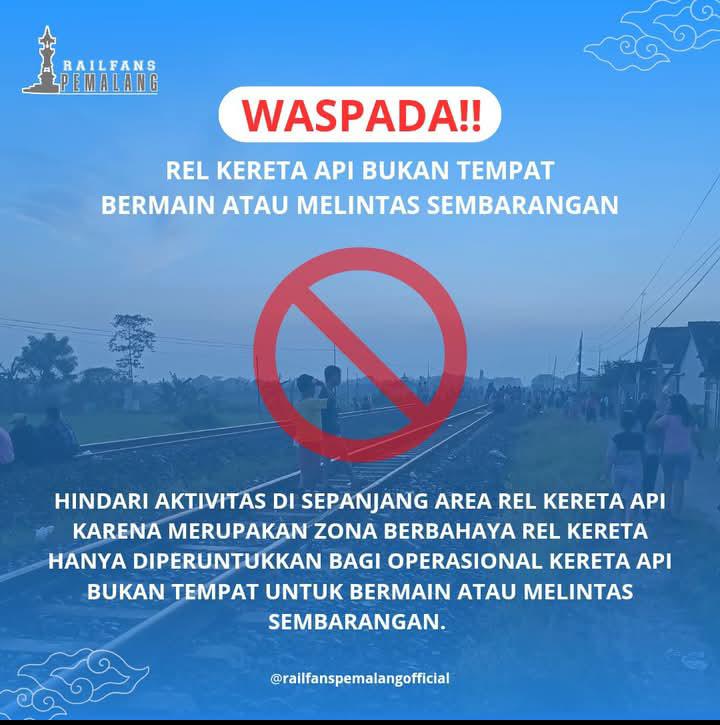 RAILFANS
PEMALANG
WASPADA!!
REL KERETA API BUKAN TEMPAT
BERMAIN ATAU MELINTAS SEMBARANGAN
HINDARI AKTIVITAS DI SEPANJANG AREA REL KERETA API
KARENA MERUPAKAN ZONA BERBAHAYA REL KERETA
HANYA DIPERUNTUKKAN BAGI OPERASIONAL KERETA API
BUKAN TEMPAT UNTUK BERMAIN ATAU MELINTAS
SEMBARANGAN.
@railfanspemalangofficial